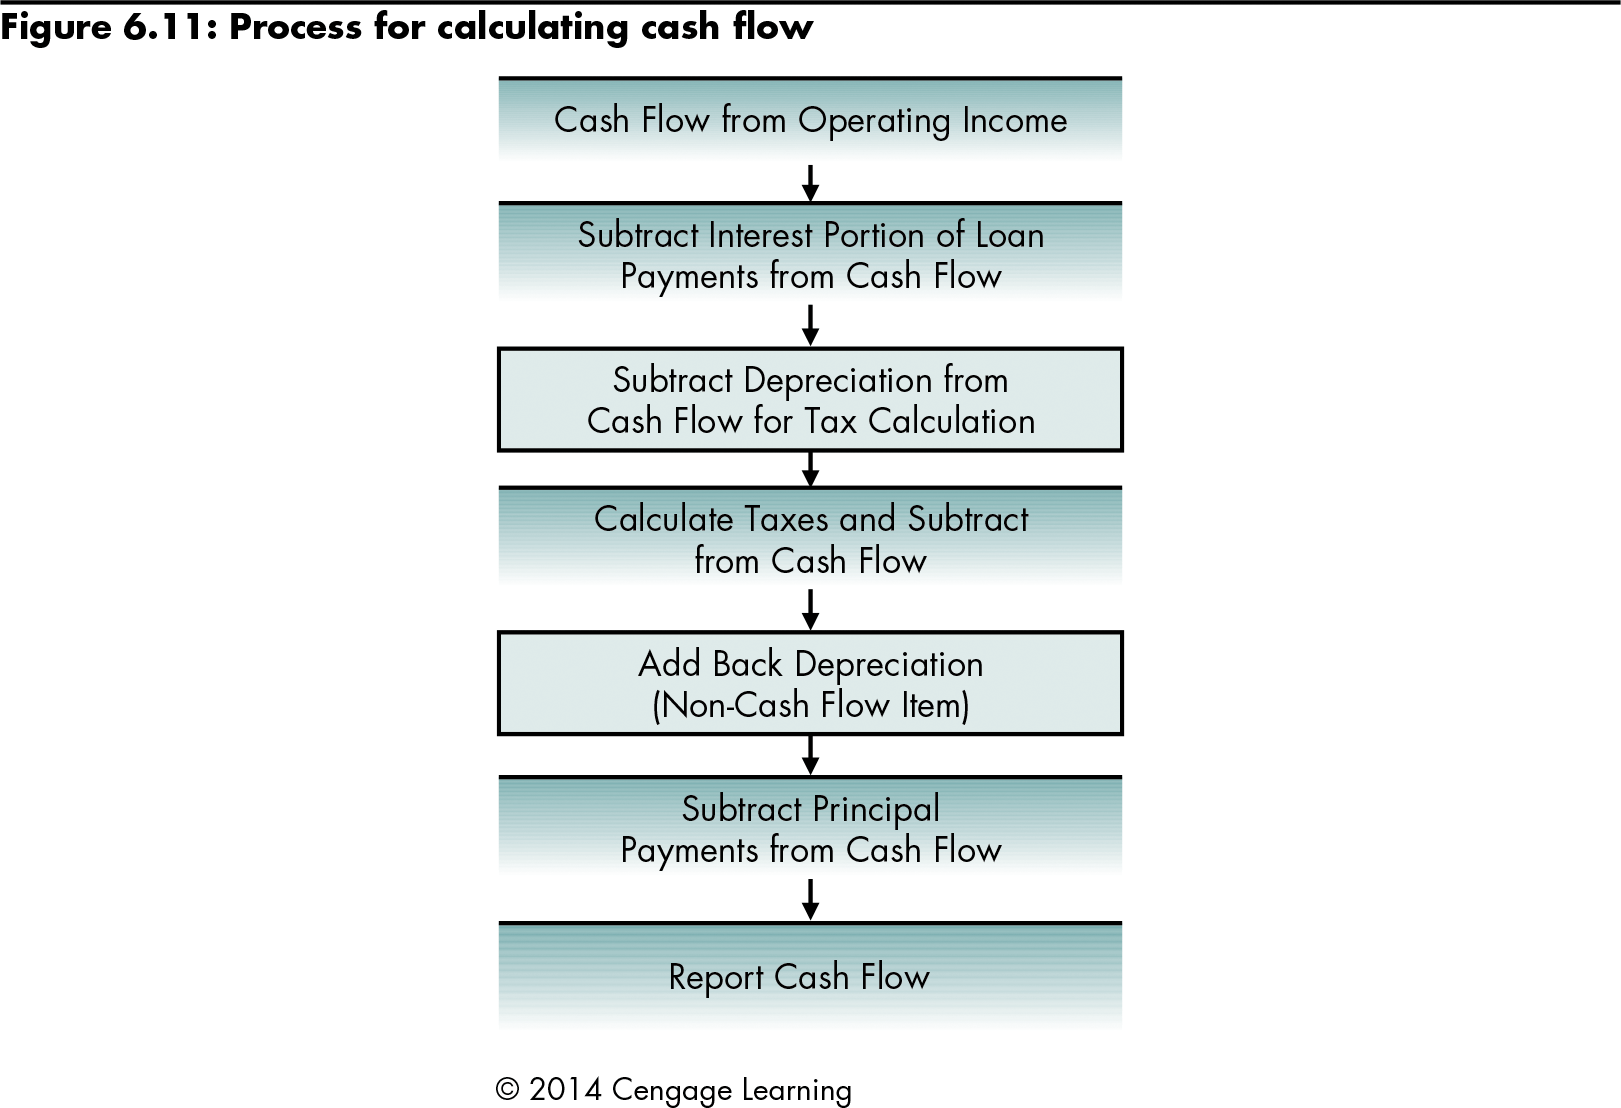 Figure 6.11: Process for calculating cash flow
Cash Flow from Operating Income
Subtract Interest Portion of Loan
Payments from Cash Flow
Subtract Depreciation from
Cash Flow for Tax Calculation
Calculate Taxes and Subtract
from Cash Flow
Add Back Depreciation
(Non-Cash Flow Item)
Subtract Principal
Payments from Cash Flow
Report Cash Flow
© 2014 Cengage Learning